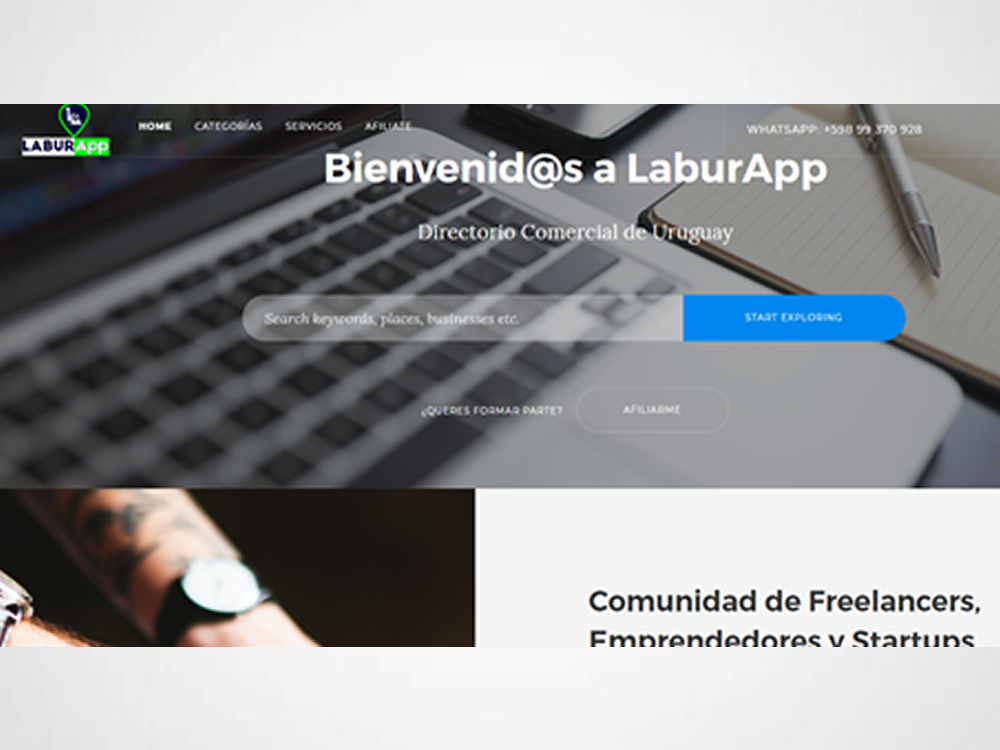 LABURApp
HOME CATEGORÍAS SERVICIOS AFILIATE
WHATSAPP: +598 99 370 928
Bienvenid@s a LaburApp
Directorio Comercial de Uruguay
Search keywords, places, businesses etc.
START EXPLORING
¿QUERES FORMAR PARTE?
AFILIARME
Comunidad de Freelancers,
Emprendedores y Startups